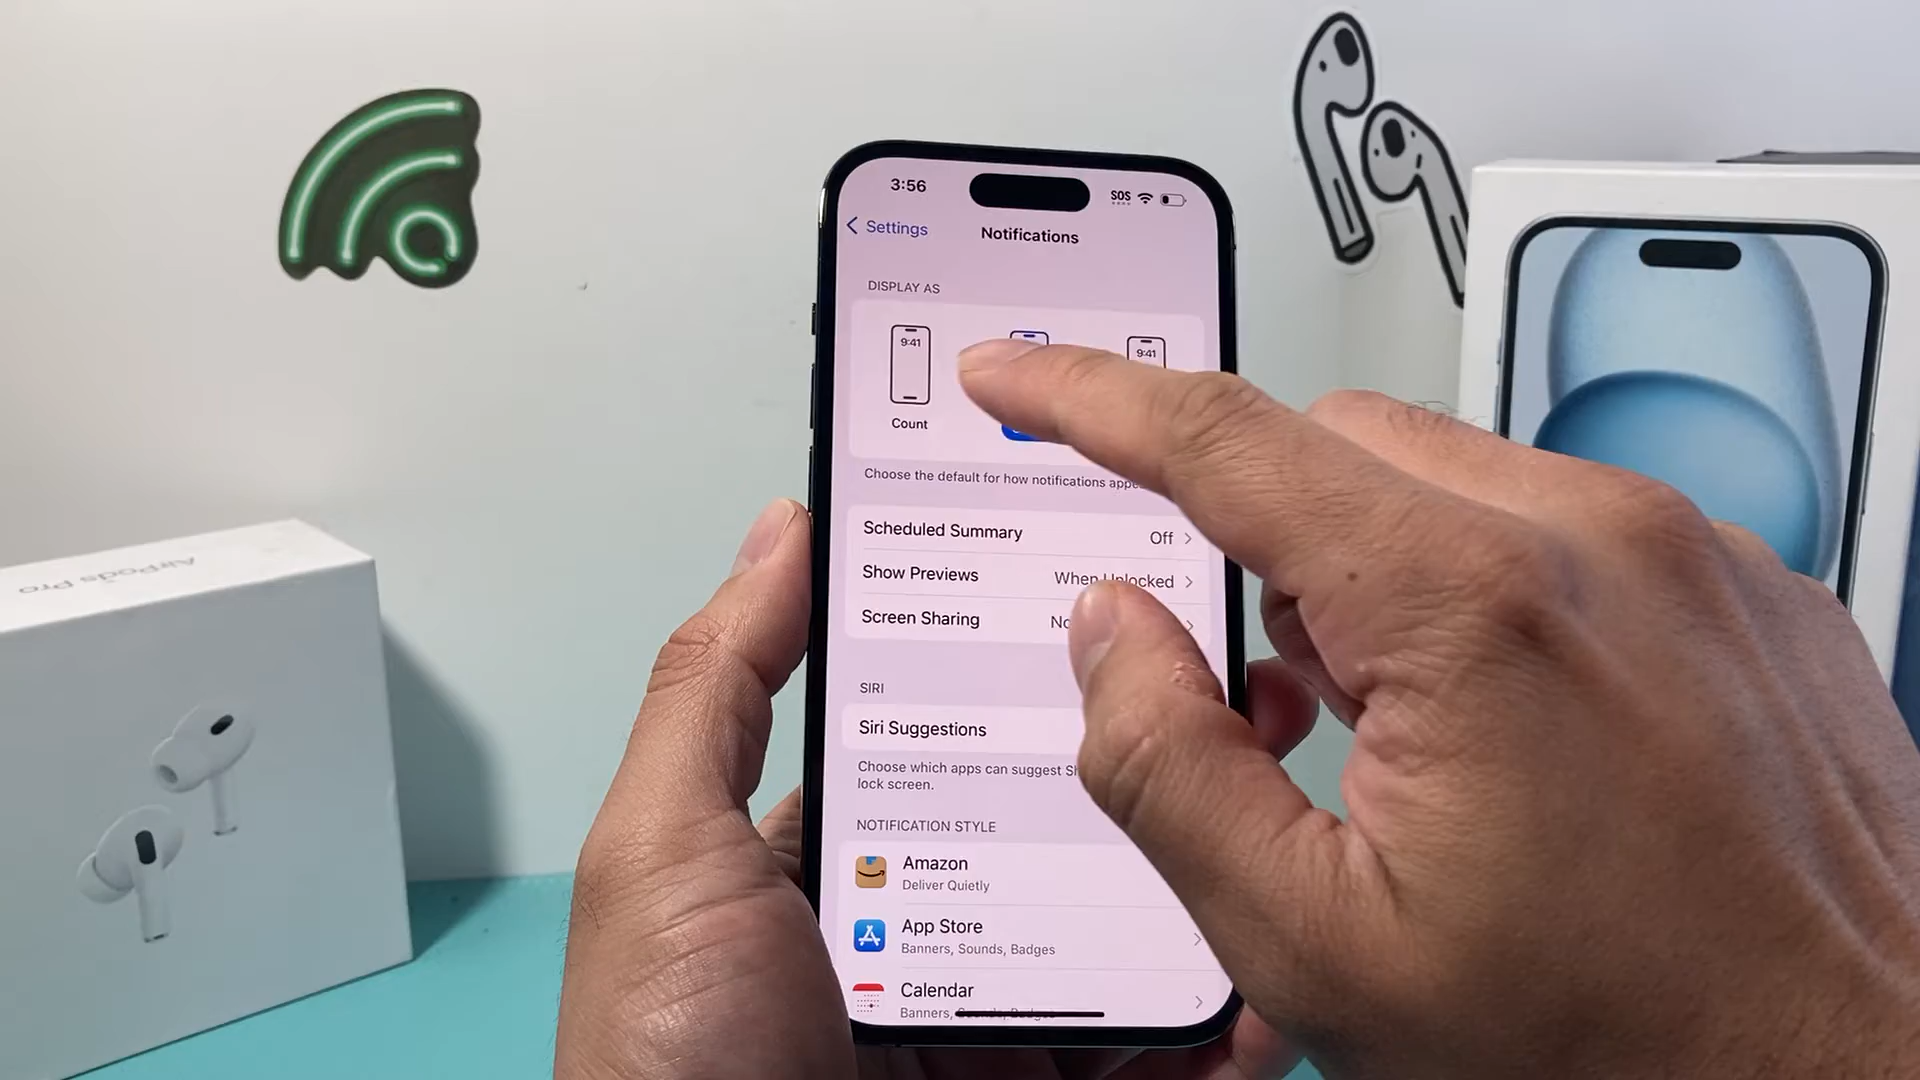 3:56
SOS
Settings
Notifications
DISPLAY AS
9:41
9:41
Count
Choose the default for how notifications
Scheduled Summary
Off
Show Previews
When Unlocked
Screen Sharing
SIRI
Siri Suggestions
Choose which apps can suggest
lock screen.
NOTIFICATION STYLE
Amazon
Deliver Quietly
App Store
Banners, Sounds, Badges
Calendar
Banners, Sounds, Badges
AirPods Pro